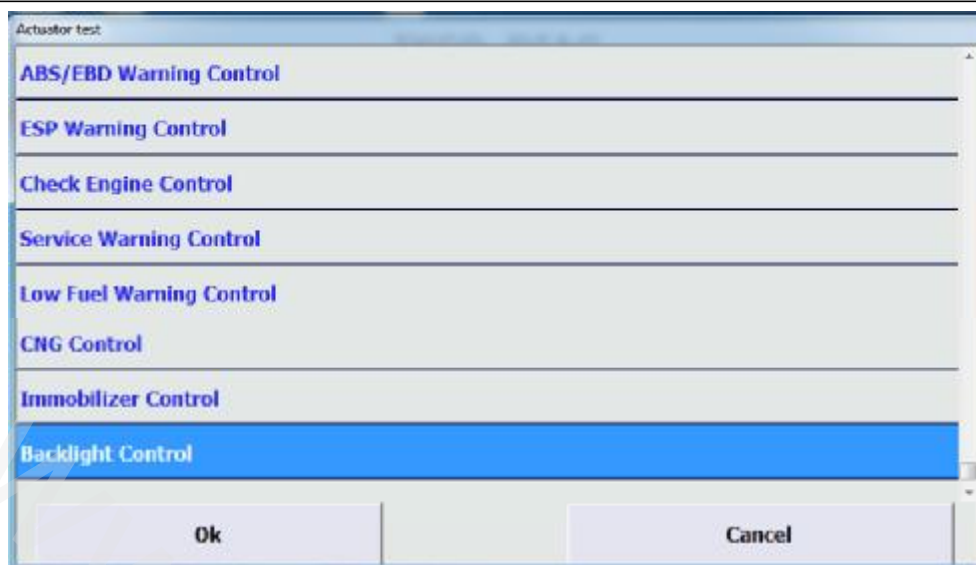 Actuator test
ABS/EBD Warning Control
ESP Warning Control
Check Engine Control
Service Warning Control
Low Fuel Warning Control
CNG Control
Immobilizer Control
Backlight Control
Ok
Cancel